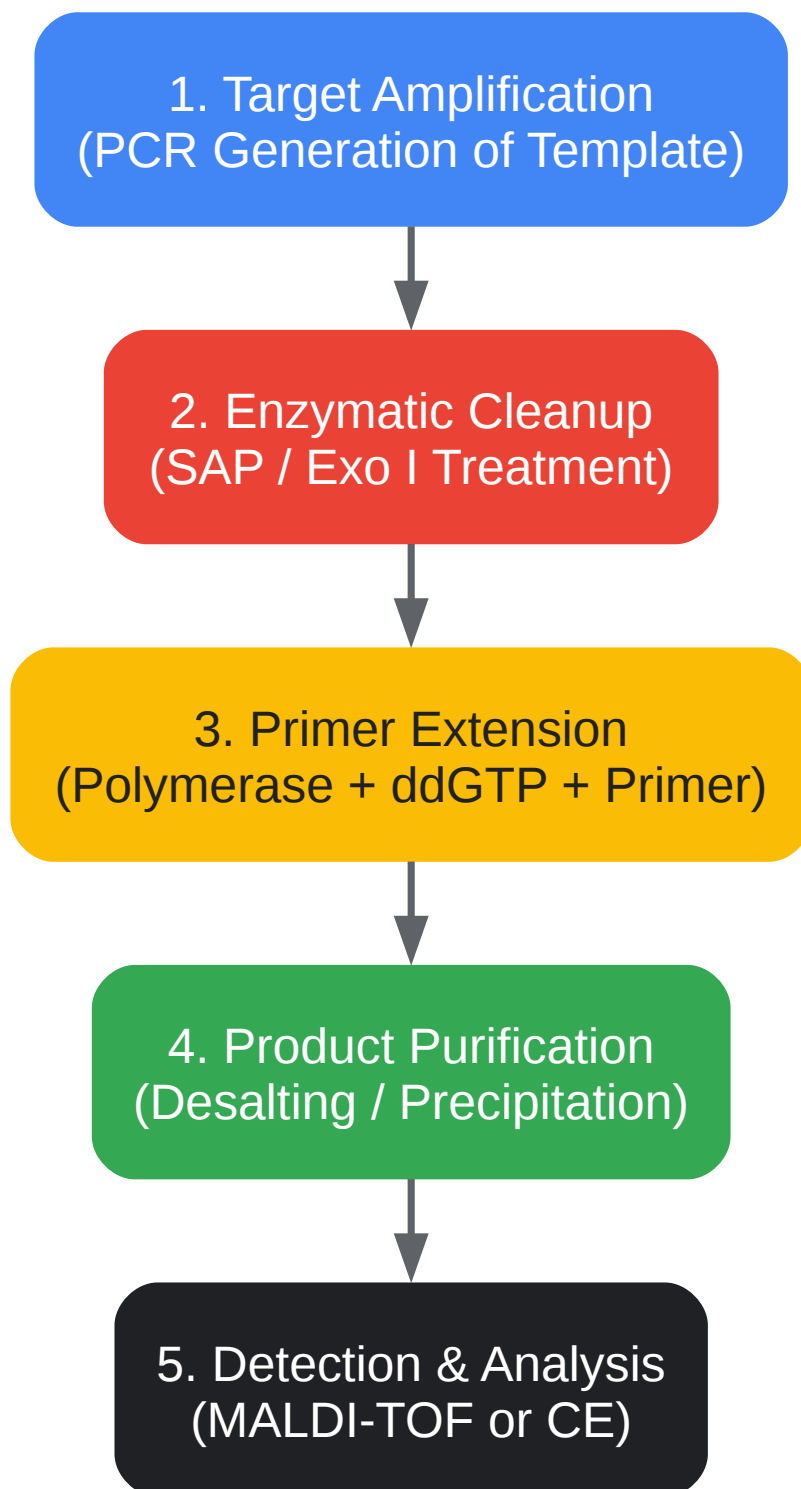 1. Target Amplification
(PCR Generation of Template)
2. Enzymatic Cleanup
(SAP / Exo I Treatment)
3. Primer Extension
(Polymerase + ddGTP + Primer)
4. Product Purification
(Desalting / Precipitation)
5. Detection & Analysis
(MALDI-TOF or CE)